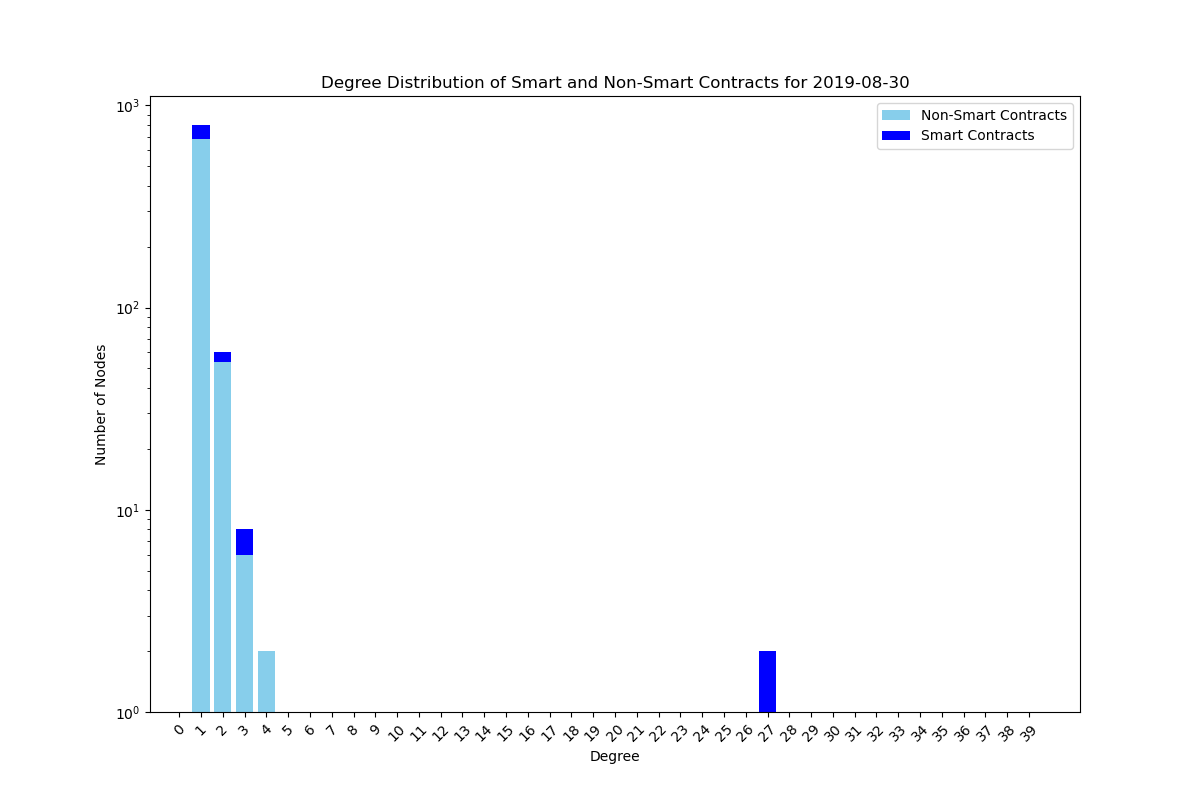 Degree Distribution of Smart and Non-Smart Contracts for 2019-08-30
Non-Smart Contracts
Smart Contracts
Number of Nodes
10³
10²
10¹
10⁰
0 1 2 3 4 5 6 7 8 9 10 11 12 13 14 15 16 17 18 19 20 21 22 23 24 25 26 27 28 29 30 31 32 33 34 35 36 37 38 39
Degree